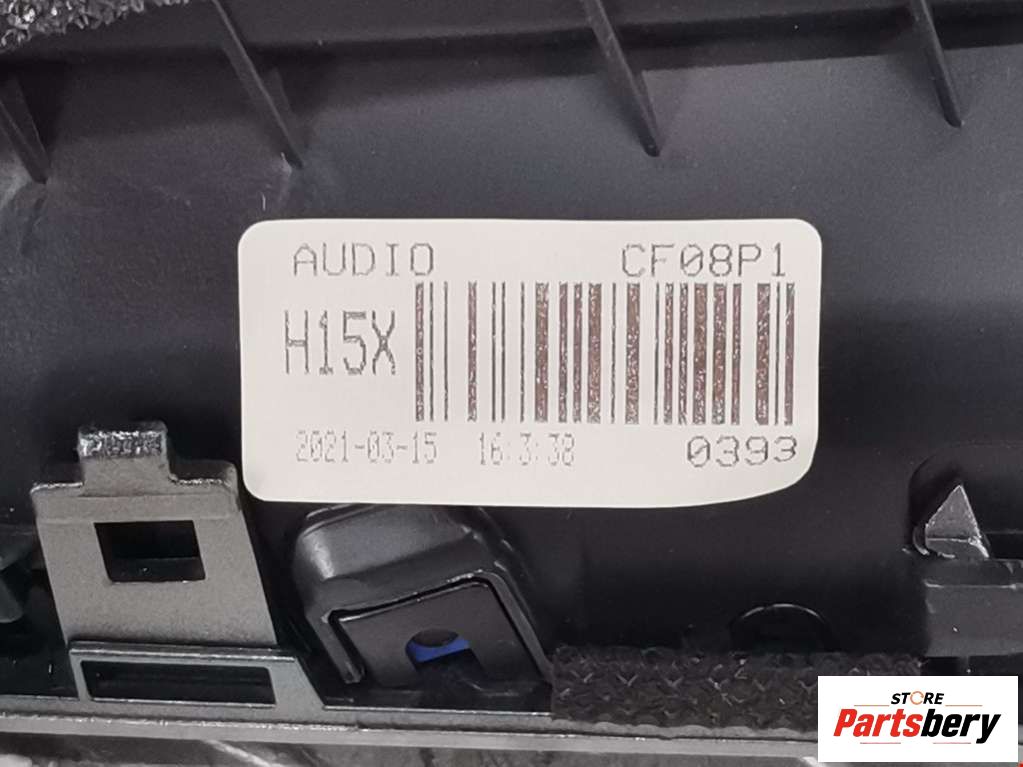 AUDIO CF08P1
H15X
2021-03-15 16:3:38 0393
STORE
Partsbery